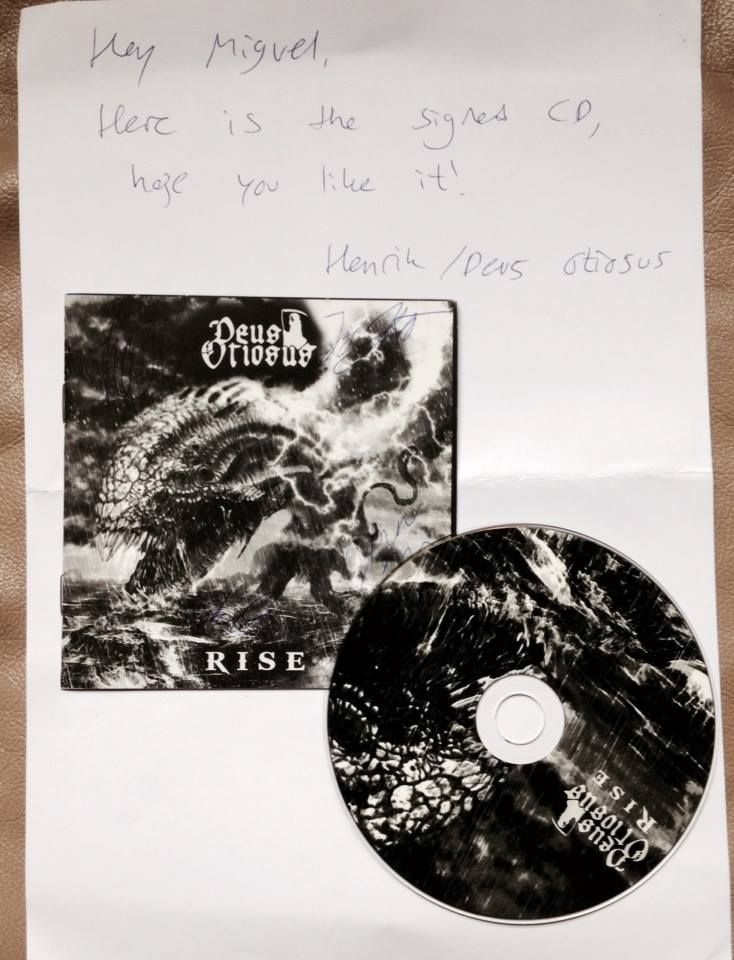 Hey Miguel,
Here is the signed CD,
hope you like it!
Henrik / Deus Otiosus
Deus
Otiosus
RISE
Deus
Otiosus
RISE